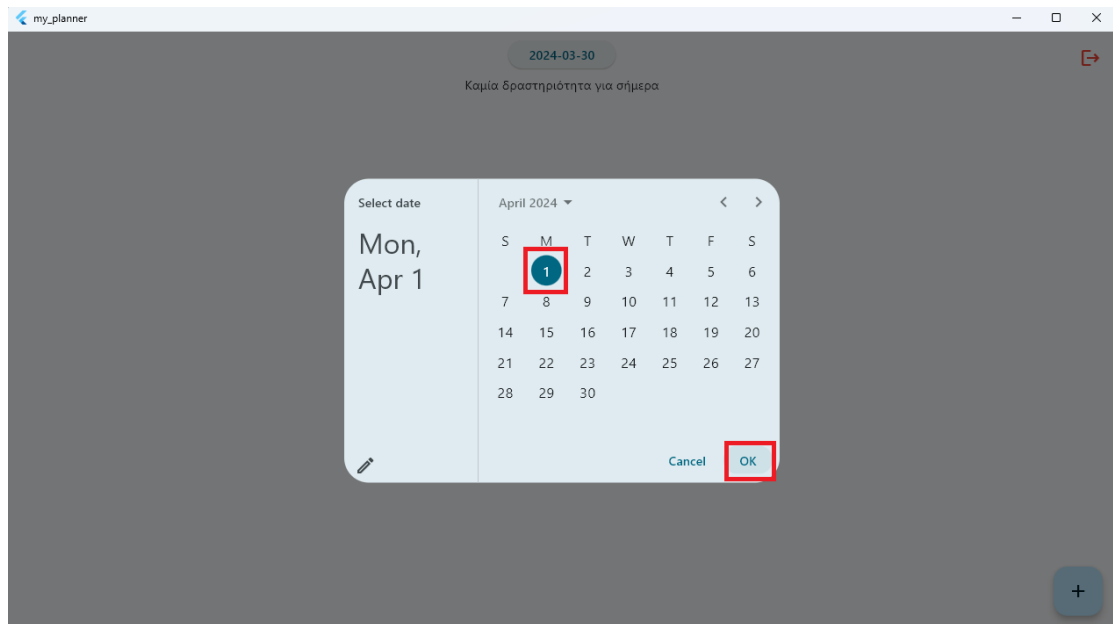 my_planner
2024-03-30
Καμία δραστηριότητα για σήμερα
Select date
Mon,
Apr 1
April 2024
S M T W T F S
1 2 3 4 5 6
7 8 9 10 11 12 13
14 15 16 17 18 19 20
21 22 23 24 25 26 27
28 29 30
Cancel OK
+